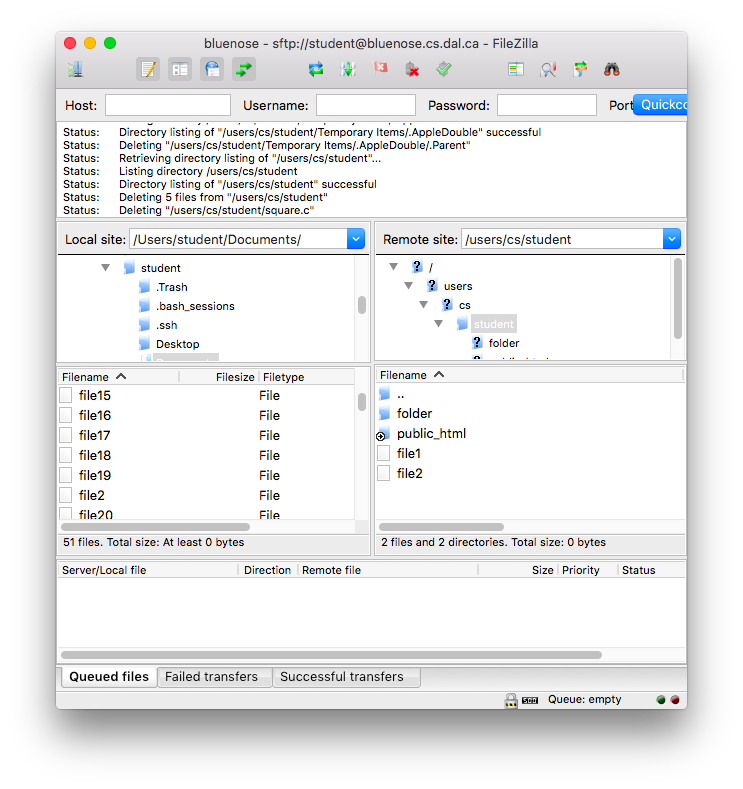 bluenose - sftp://student@bluenose.cs.dal.ca - FileZilla
Host: Username: Password: Port Quickco
Status: Directory listing of "/users/cs/student/Temporary Items/.AppleDouble" successful
Status: Deleting "/users/cs/student/Temporary Items/.AppleDouble/.Parent"
Status: Retrieving directory listing of "/users/cs/student"...
Status: Listing directory /users/cs/student
Status: Directory listing of "/users/cs/student" successful
Status: Deleting 5 files from "/users/cs/student"
Status: Deleting "/users/cs/student/square.c"
Local site: /Users/student/Documents/
student
.Trash
.bash_sessions
.ssh
Desktop
Filename Filesize Filetype
file15 File
file16 File
file17 File
file18 File
file19 File
file2 File
file20 File
51 files. Total size: At least 0 bytes
Remote site: /users/cs/student
/
users
cs
student
folder
Filename
..
folder
public_html
file1
file2
2 files and 2 directories. Total size: 0 bytes
Server/Local file Direction Remote file Size Priority Status
Queued files Failed transfers Successful transfers
Queue: empty